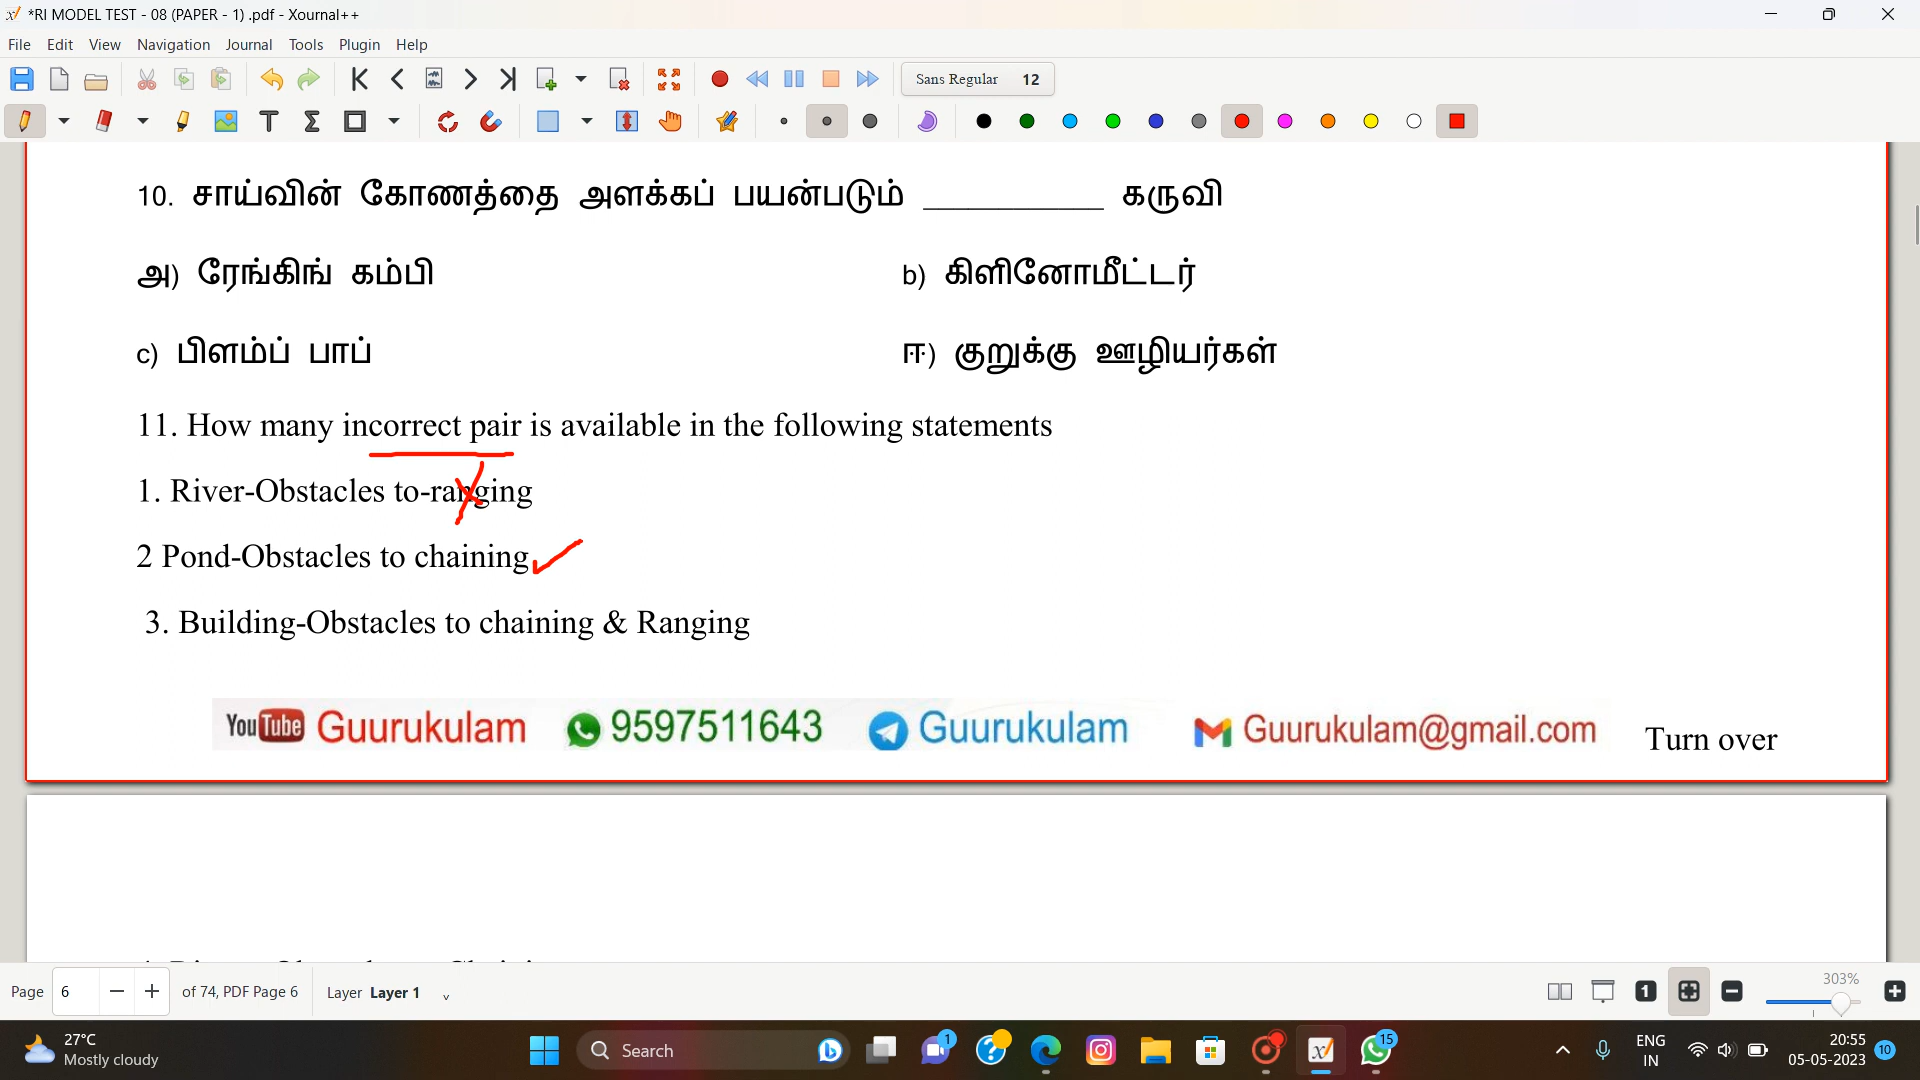 *RI MODEL TEST - 08 (PAPER - 1) .pdf - Xournal++
File Edit View Navigation Journal Tools Plugin Help
Sans Regular 12
10. சாய்வின் கோணத்தை அளக்கப் பயன்படும் ___________ கருவி
அ) ரேங்கிங் கம்பி b) கிளினோமீட்டர்
c) பிளம்ப் பாப் ஈ) குறுக்கு ஊழியர்கள்
11. How many incorrect pair is available in the following statements
1. River-Obstacles to-ranging
2 Pond-Obstacles to chaining
3. Building-Obstacles to chaining & Ranging
YouTube Guurukulam 9597511643 Guurukulam Guurukulam@gmail.com Turn over
Page 6 of 74, PDF Page 6 Layer Layer 1 303%
27°C
Mostly cloudy
Search
1
15
ENG
IN
20:55
05-05-2023
10